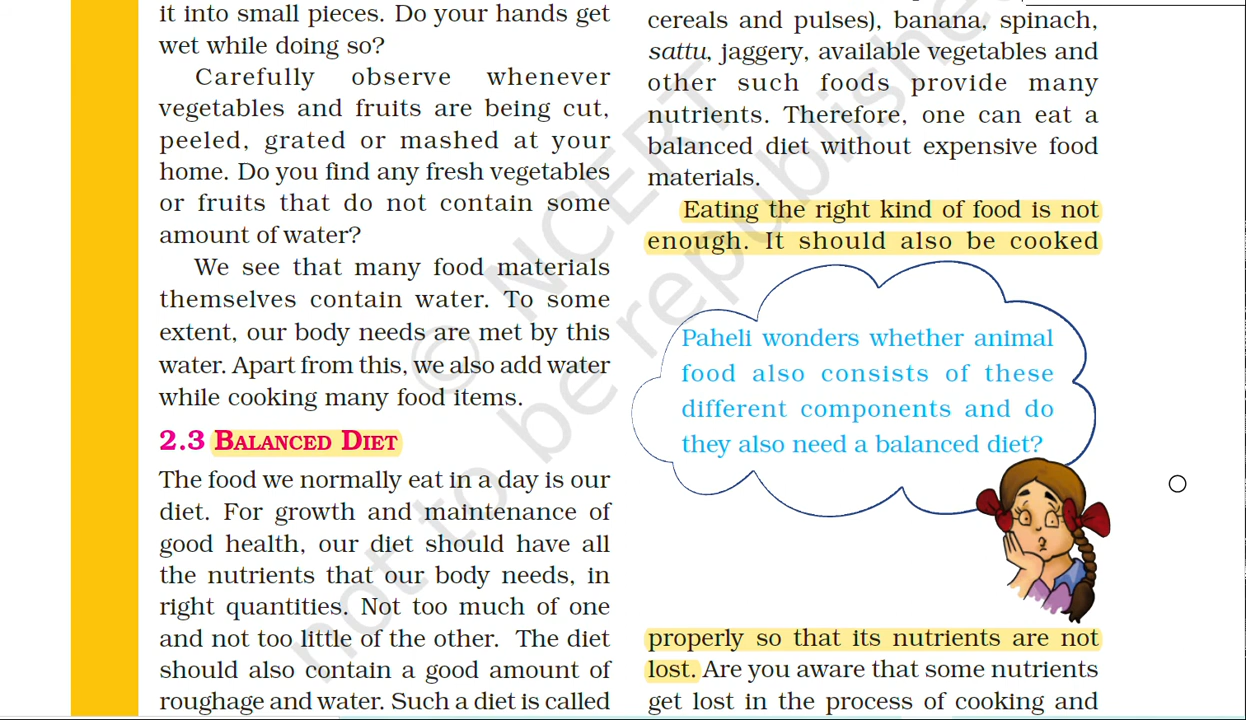 it into small pieces. Do your hands get
wet while doing so?
Carefully observe whenever
vegetables and fruits are being cut,
peeled, grated or mashed at your
home. Do you find any fresh vegetables
or fruits that do not contain some
amount of water?
We see that many food materials
themselves contain water. To some
extent, our body needs are met by this
water. Apart from this, we also add water
while cooking many food items.
2.3 BALANCED DIET
The food we normally eat in a day is our
diet. For growth and maintenance of
good health, our diet should have all
the nutrients that our body needs, in
right quantities. Not too much of one
and not too little of the other. The diet
should also contain a good amount of
roughage and water. Such a diet is called
cereals and pulses), banana, spinach,
sattu, jaggery, available vegetables and
other such foods provide many
nutrients. Therefore, one can eat a
balanced diet without expensive food
materials.
Eating the right kind of food is not
enough. It should also be cooked
Paheli wonders whether animal
food also consists of these
different components and do
they also need a balanced diet?
properly so that its nutrients are not
lost. Are you aware that some nutrients
get lost in the process of cooking and
© NCERT
not to be republished